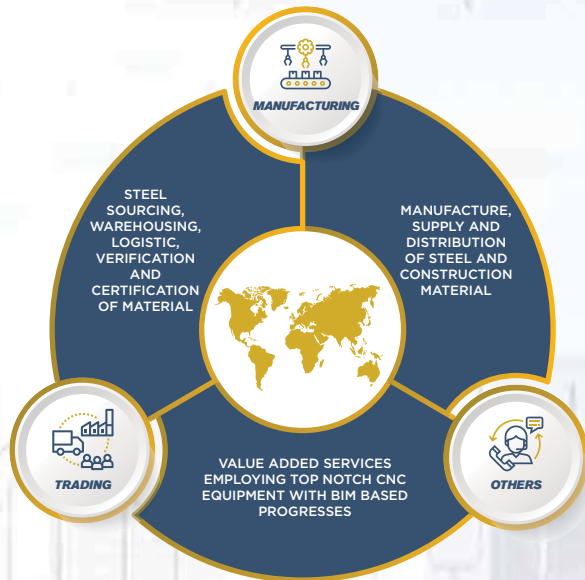 MANUFACTURING
STEEL
SOURCING,
WAREHOUSING,
LOGISTIC,
VERIFICATION
AND
CERTIFICATION
OF MATERIAL
MANUFACTURE,
SUPPLY AND
DISTRIBUTION
OF STEEL AND
CONSTRUCTION
MATERIAL
TRADING
VALUE ADDED SERVICES
EMPLOYING TOP NOTCH CNC
EQUIPMENT WITH BIM BASED
PROGRESSES
OTHERS